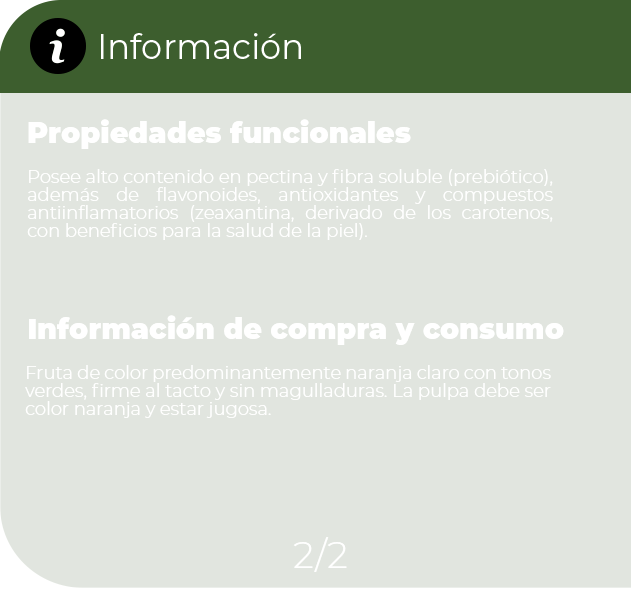 i Información
Propiedades funcionales
Posee alto contenido en pectina y fibra soluble (prebiótico),
además de flavonoides, antioxidantes y compuestos
antiinflamatorios (zeaxantina, derivado de los carotenos,
con beneficios para la salud de la piel).
Información de compra y consumo
Fruta de color predominantemente naranja claro con tonos
verdes, firme al tacto y sin magulladuras. La pulpa debe ser
color naranja y estar jugosa.
2/2